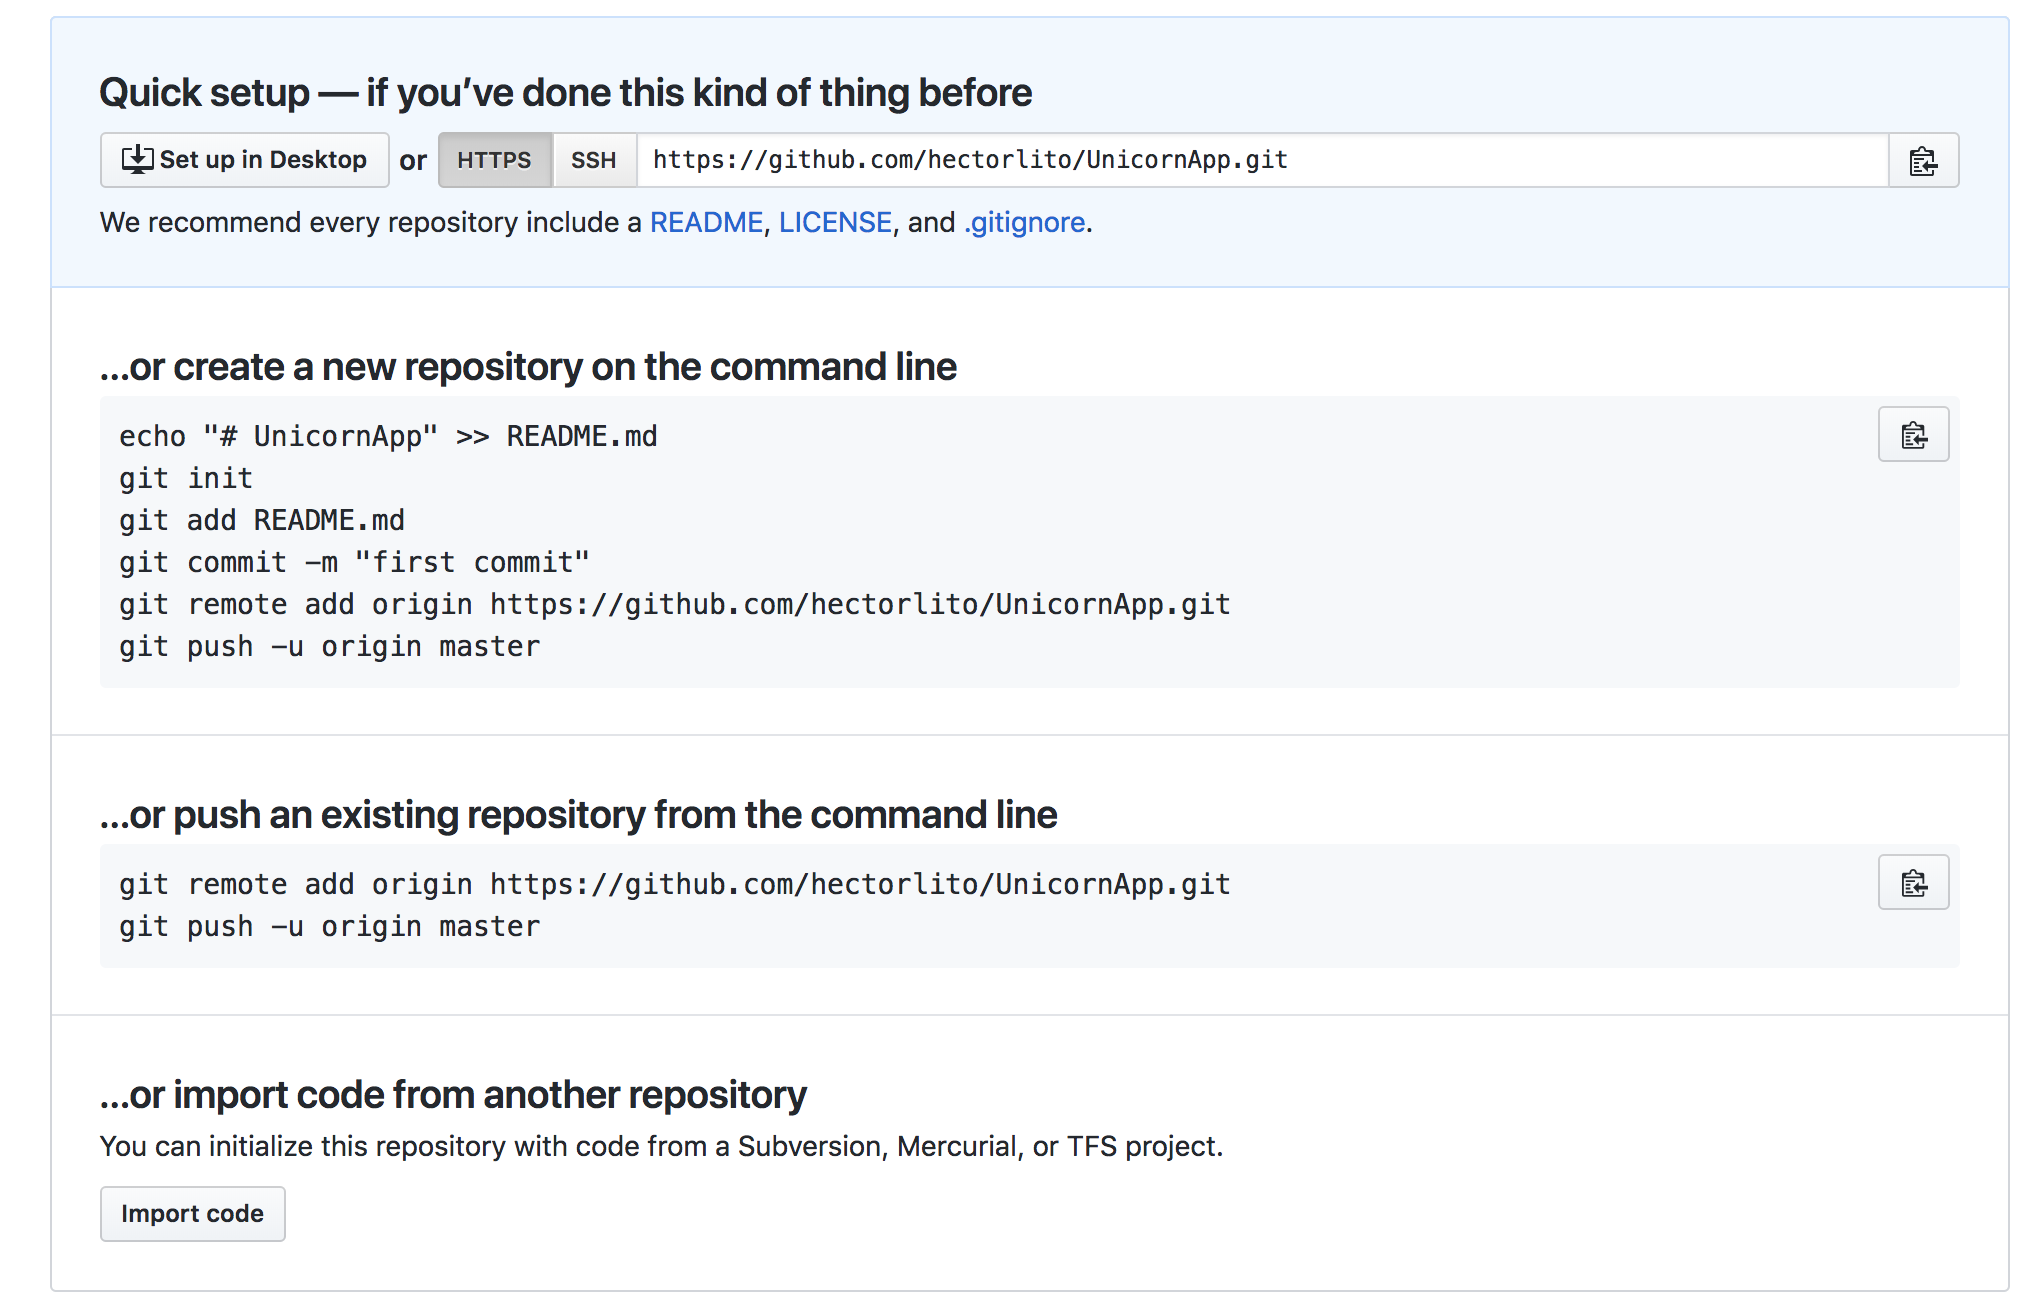 Quick setup — if you’ve done this kind of thing before
Set up in Desktop or HTTPS SSH https://github.com/hectorlito/UnicornApp.git
We recommend every repository include a README, LICENSE, and .gitignore.
…or create a new repository on the command line
echo "# UnicornApp" >> README.md
git init
git add README.md
git commit -m "first commit"
git remote add origin https://github.com/hectorlito/UnicornApp.git
git push -u origin master
…or push an existing repository from the command line
git remote add origin https://github.com/hectorlito/UnicornApp.git
git push -u origin master
…or import code from another repository
You can initialize this repository with code from a Subversion, Mercurial, or TFS project.
Import code